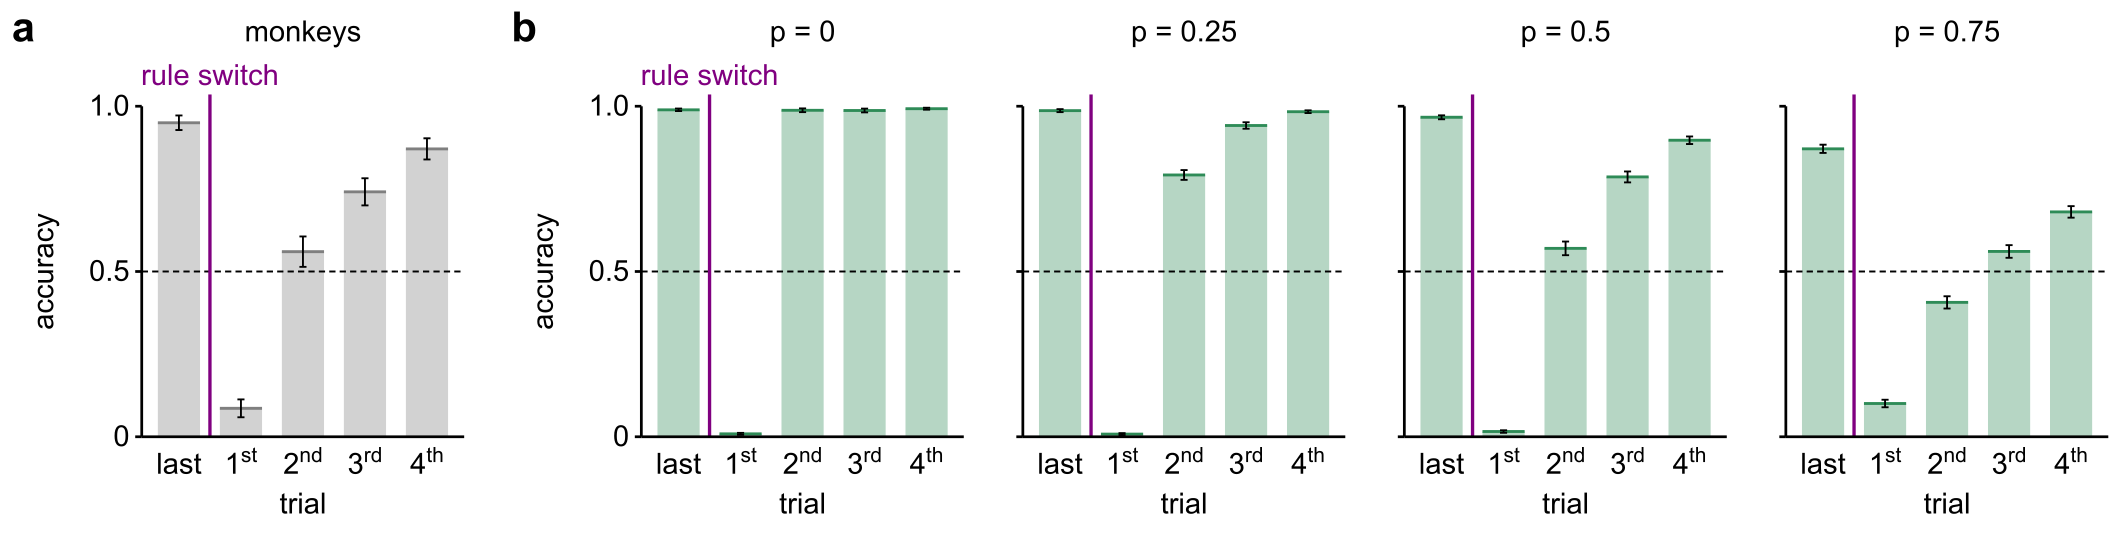 a
monkeys
rule switch
1.0
0.5
0
accuracy
last 1st 2nd 3rd 4th
trial
b
p = 0
rule switch
1.0
0.5
0
accuracy
last 1st 2nd 3rd 4th
trial
p = 0.25
last 1st 2nd 3rd 4th
trial
p = 0.5
last 1st 2nd 3rd 4th
trial
p = 0.75
last 1st 2nd 3rd 4th
trial